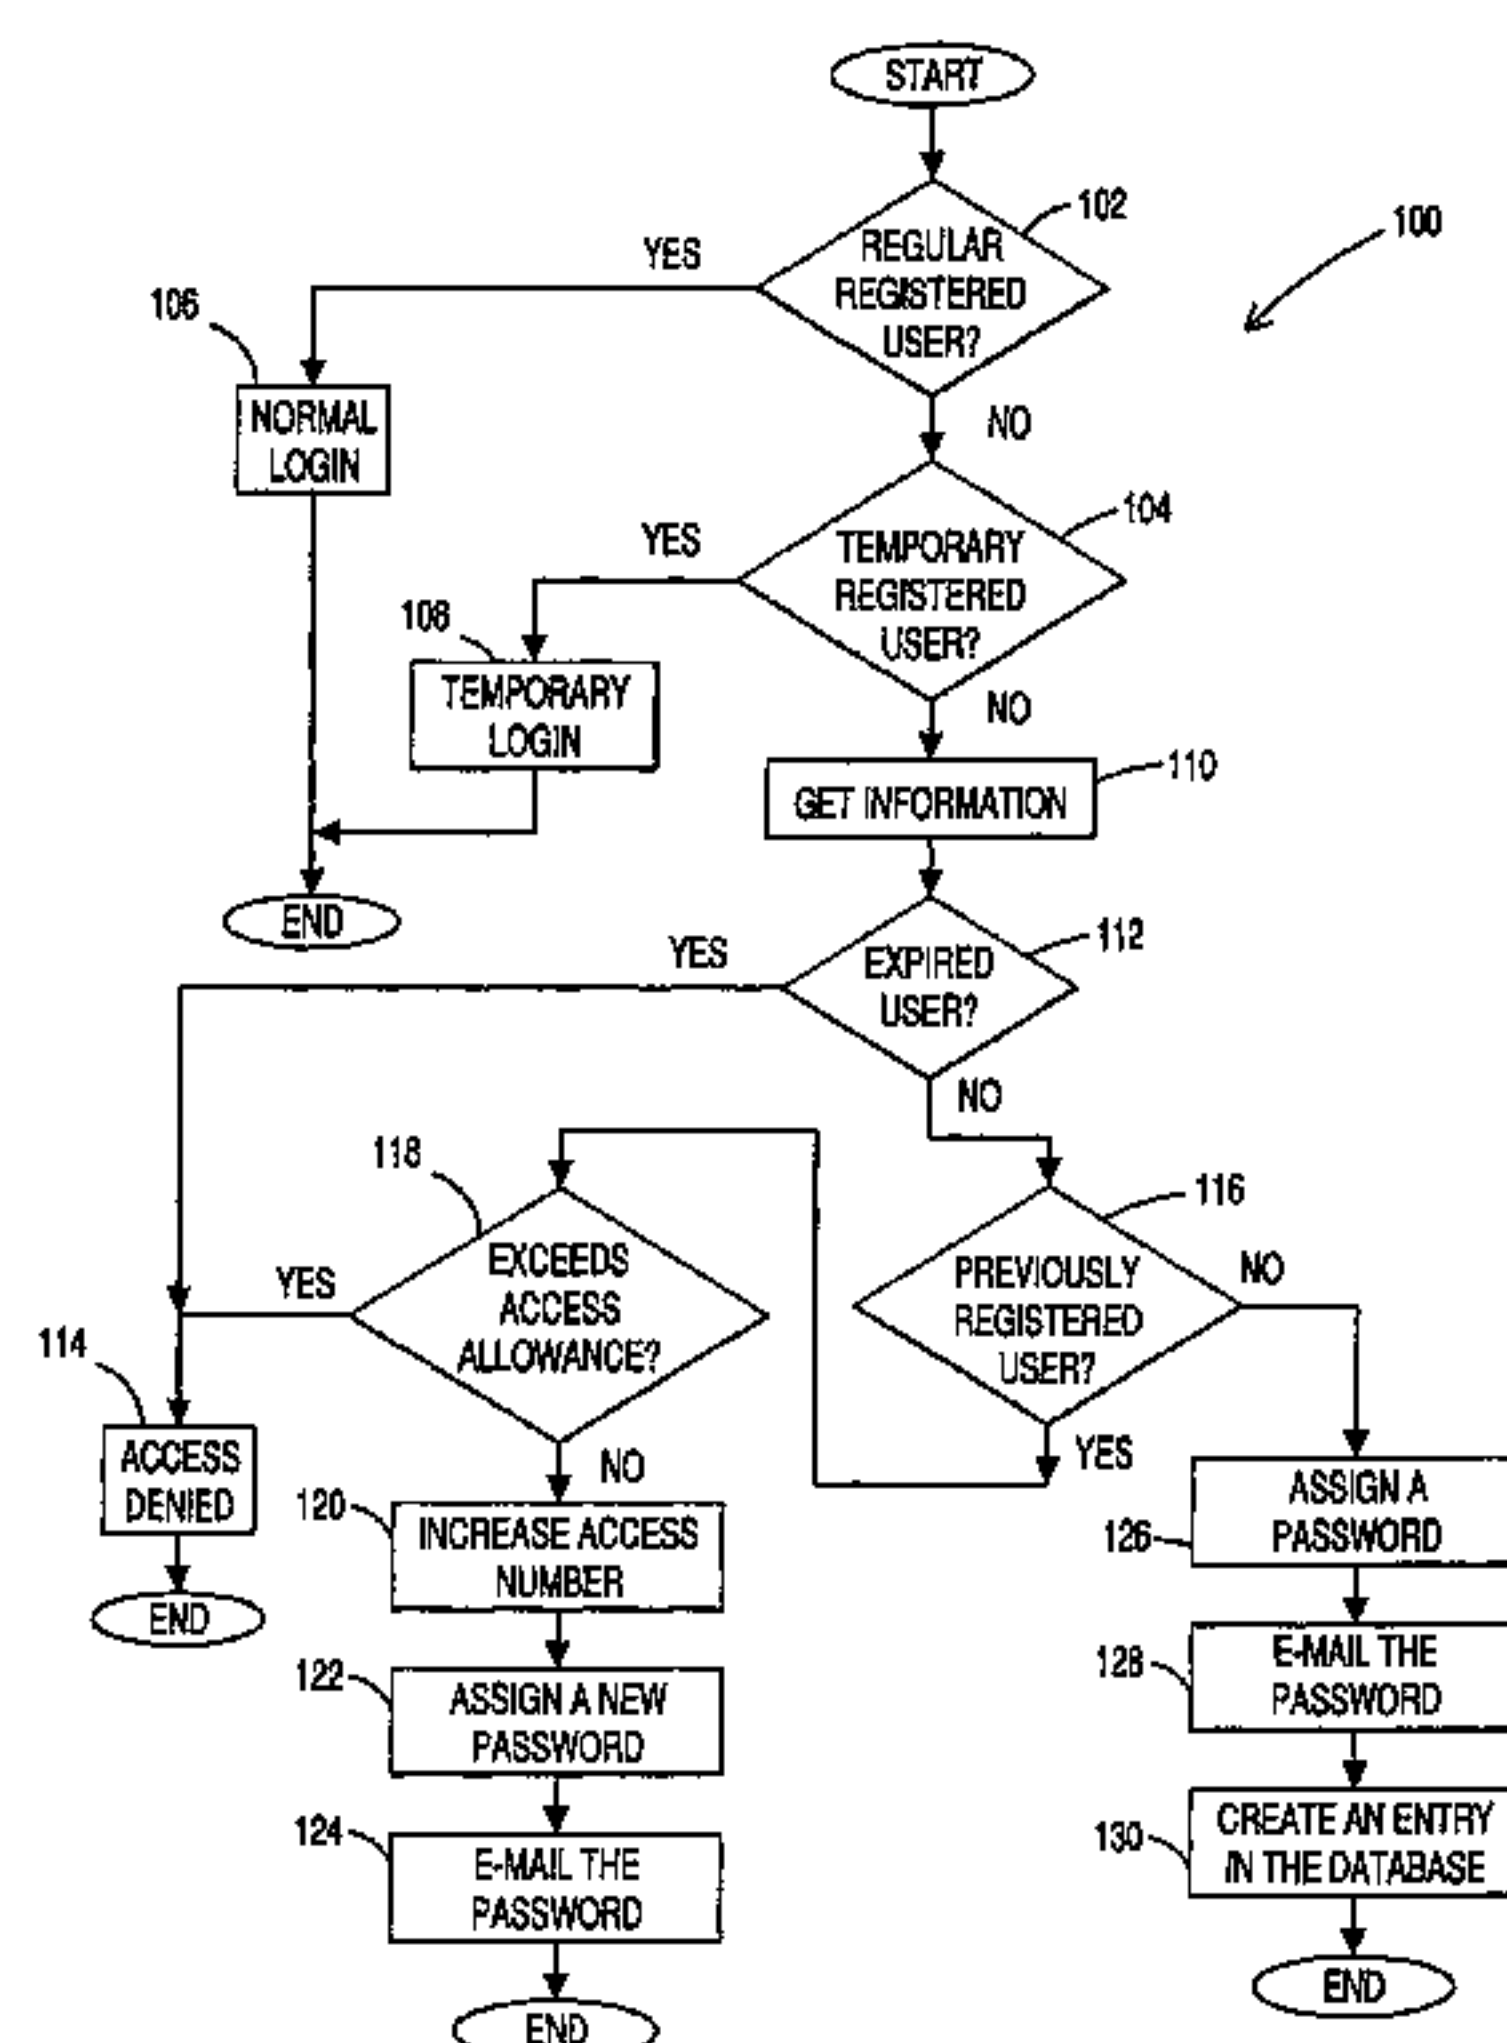 START
102
100
REGULAR
REGISTERED
USER?
YES
106
NORMAL
LOGIN
NO
104
TEMPORARY
REGISTERED
USER?
YES
108
TEMPORARY
LOGIN
NO
110
GET INFORMATION
END
112
EXPIRED
USER?
YES
NO
118
116
EXCEEDS
ACCESS
ALLOWANCE?
YES
PREVIOUSLY
REGISTERED
USER?
NO
YES
114
ACCESS
DENIED
END
NO
120
INCREASE ACCESS
NUMBER
122
ASSIGN A NEW
PASSWORD
124
E-MAIL THE
PASSWORD
END
126
ASSIGN A
PASSWORD
128
E-MAIL THE
PASSWORD
130
CREATE AN ENTRY
IN THE DATABASE
END